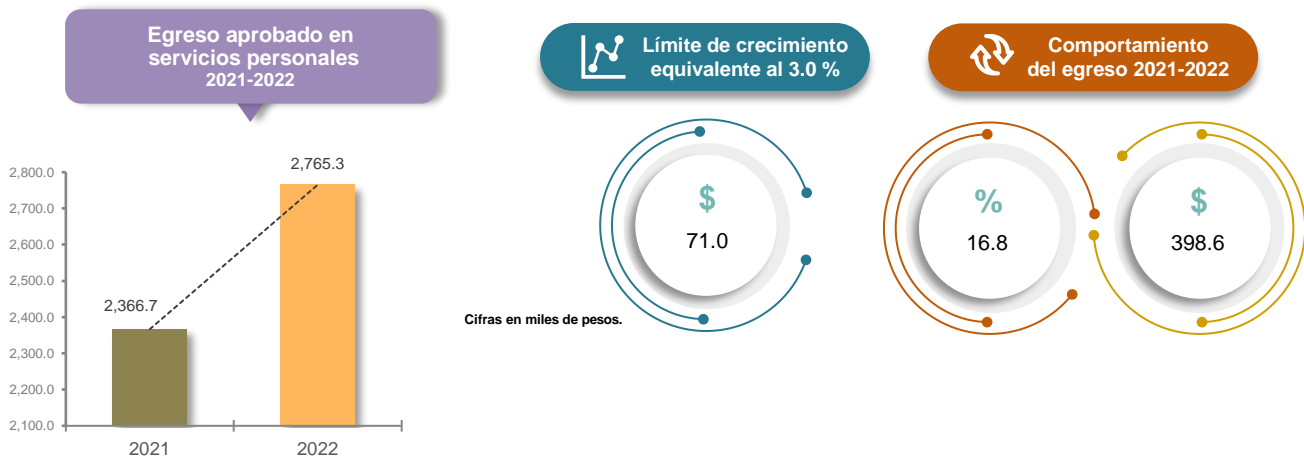 Egreso aprobado en
servicios personales
2021-2022
Límite de crecimiento
equivalente al 3.0 %
Comportamiento
del egreso 2021-2022
2,800.0
2,700.0
2,600.0
2,500.0
2,400.0
2,300.0
2,200.0
2,100.0
2,366.7
2,765.3
2021
2022
$
71.0
%
16.8
$
398.6
Cifras en miles de pesos.